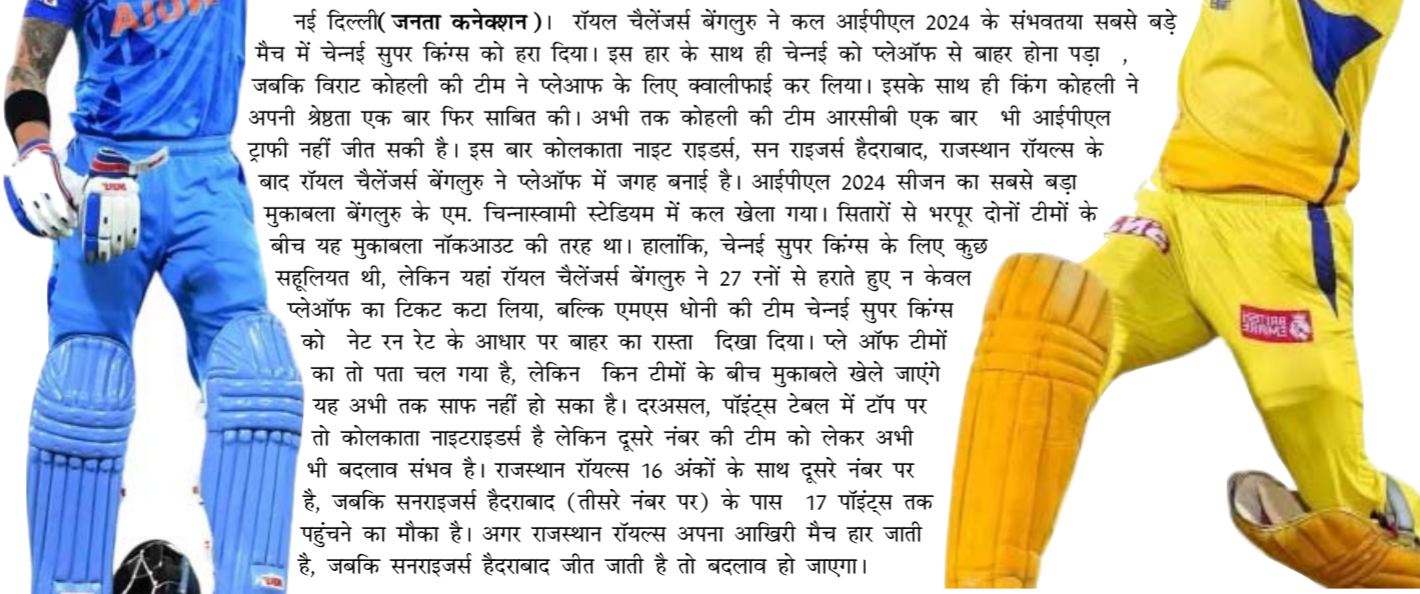 नई दिल्ली( जनता कनेक्शन )। रॉयल चैलेंजर्स बेंगलुरु ने कल आईपीएल 2024 के संभवतया सबसे बड़े
मैच में चेन्नई सुपर किंग्स को हरा दिया। इस हार के साथ ही चेन्नई को प्लेऑफ से बाहर होना पड़ा ,
जबकि विराट कोहली की टीम ने प्लेआफ के लिए क्वालीफाई कर लिया। इसके साथ ही किंग कोहली ने
अपनी श्रेष्ठता एक बार फिर साबित की। अभी तक कोहली की टीम आरसीबी एक बार भी आईपीएल
ट्राफी नहीं जीत सकी है। इस बार कोलकाता नाइट राइडर्स, सन राइजर्स हैदराबाद, राजस्थान रॉयल्स के
बाद रॉयल चैलेंजर्स बेंगलुरु ने प्लेऑफ में जगह बनाई है। आईपीएल 2024 सीजन का सबसे बड़ा
मुकाबला बेंगलुरु के एम. चिन्नास्वामी स्टेडियम में कल खेला गया। सितारों से भरपूर दोनों टीमों के
बीच यह मुकाबला नॉकआउट की तरह था। हालांकि, चेन्नई सुपर किंग्स के लिए कुछ
सहूलियत थी, लेकिन यहां रॉयल चैलेंजर्स बेंगलुरु ने 27 रनों से हराते हुए न केवल
प्लेऑफ का टिकट कटा लिया, बल्कि एमएस धोनी की टीम चेन्नई सुपर किंग्स
को नेट रन रेट के आधार पर बाहर का रास्ता दिखा दिया। प्ले ऑफ टीमों
का तो पता चल गया है, लेकिन किन टीमों के बीच मुकाबले खेले जाएंगे
यह अभी तक साफ नहीं हो सका है। दरअसल, पॉइंट्स टेबल में टॉप पर
तो कोलकाता नाइटराइडर्स है लेकिन दूसरे नंबर की टीम को लेकर अभी
भी बदलाव संभव है। राजस्थान रॉयल्स 16 अंकों के साथ दूसरे नंबर पर
है, जबकि सनराइजर्स हैदराबाद (तीसरे नंबर पर) के पास 17 पॉइंट्स तक
पहुंचने का मौका है। अगर राजस्थान रॉयल्स अपना आखिरी मैच हार जाती
है, जबकि सनराइजर्स हैदराबाद जीत जाती है तो बदलाव हो जाएगा।